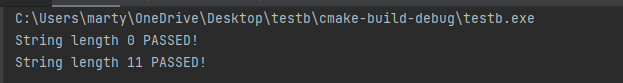 C:\Users\marty\OneDrive\Desktop\testb\cmake-build-debug\testb.exe
String length 0 PASSED!
String length 11 PASSED!